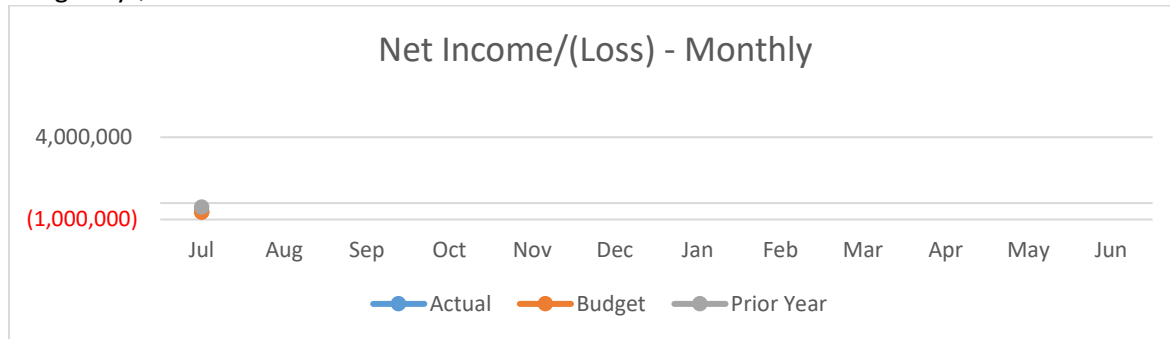 Net Income/(Loss) - Monthly
4,000,000
(1,000,000)
Jul Aug Sep Oct Nov Dec Jan Feb Mar Apr May Jun
Actual Budget Prior Year